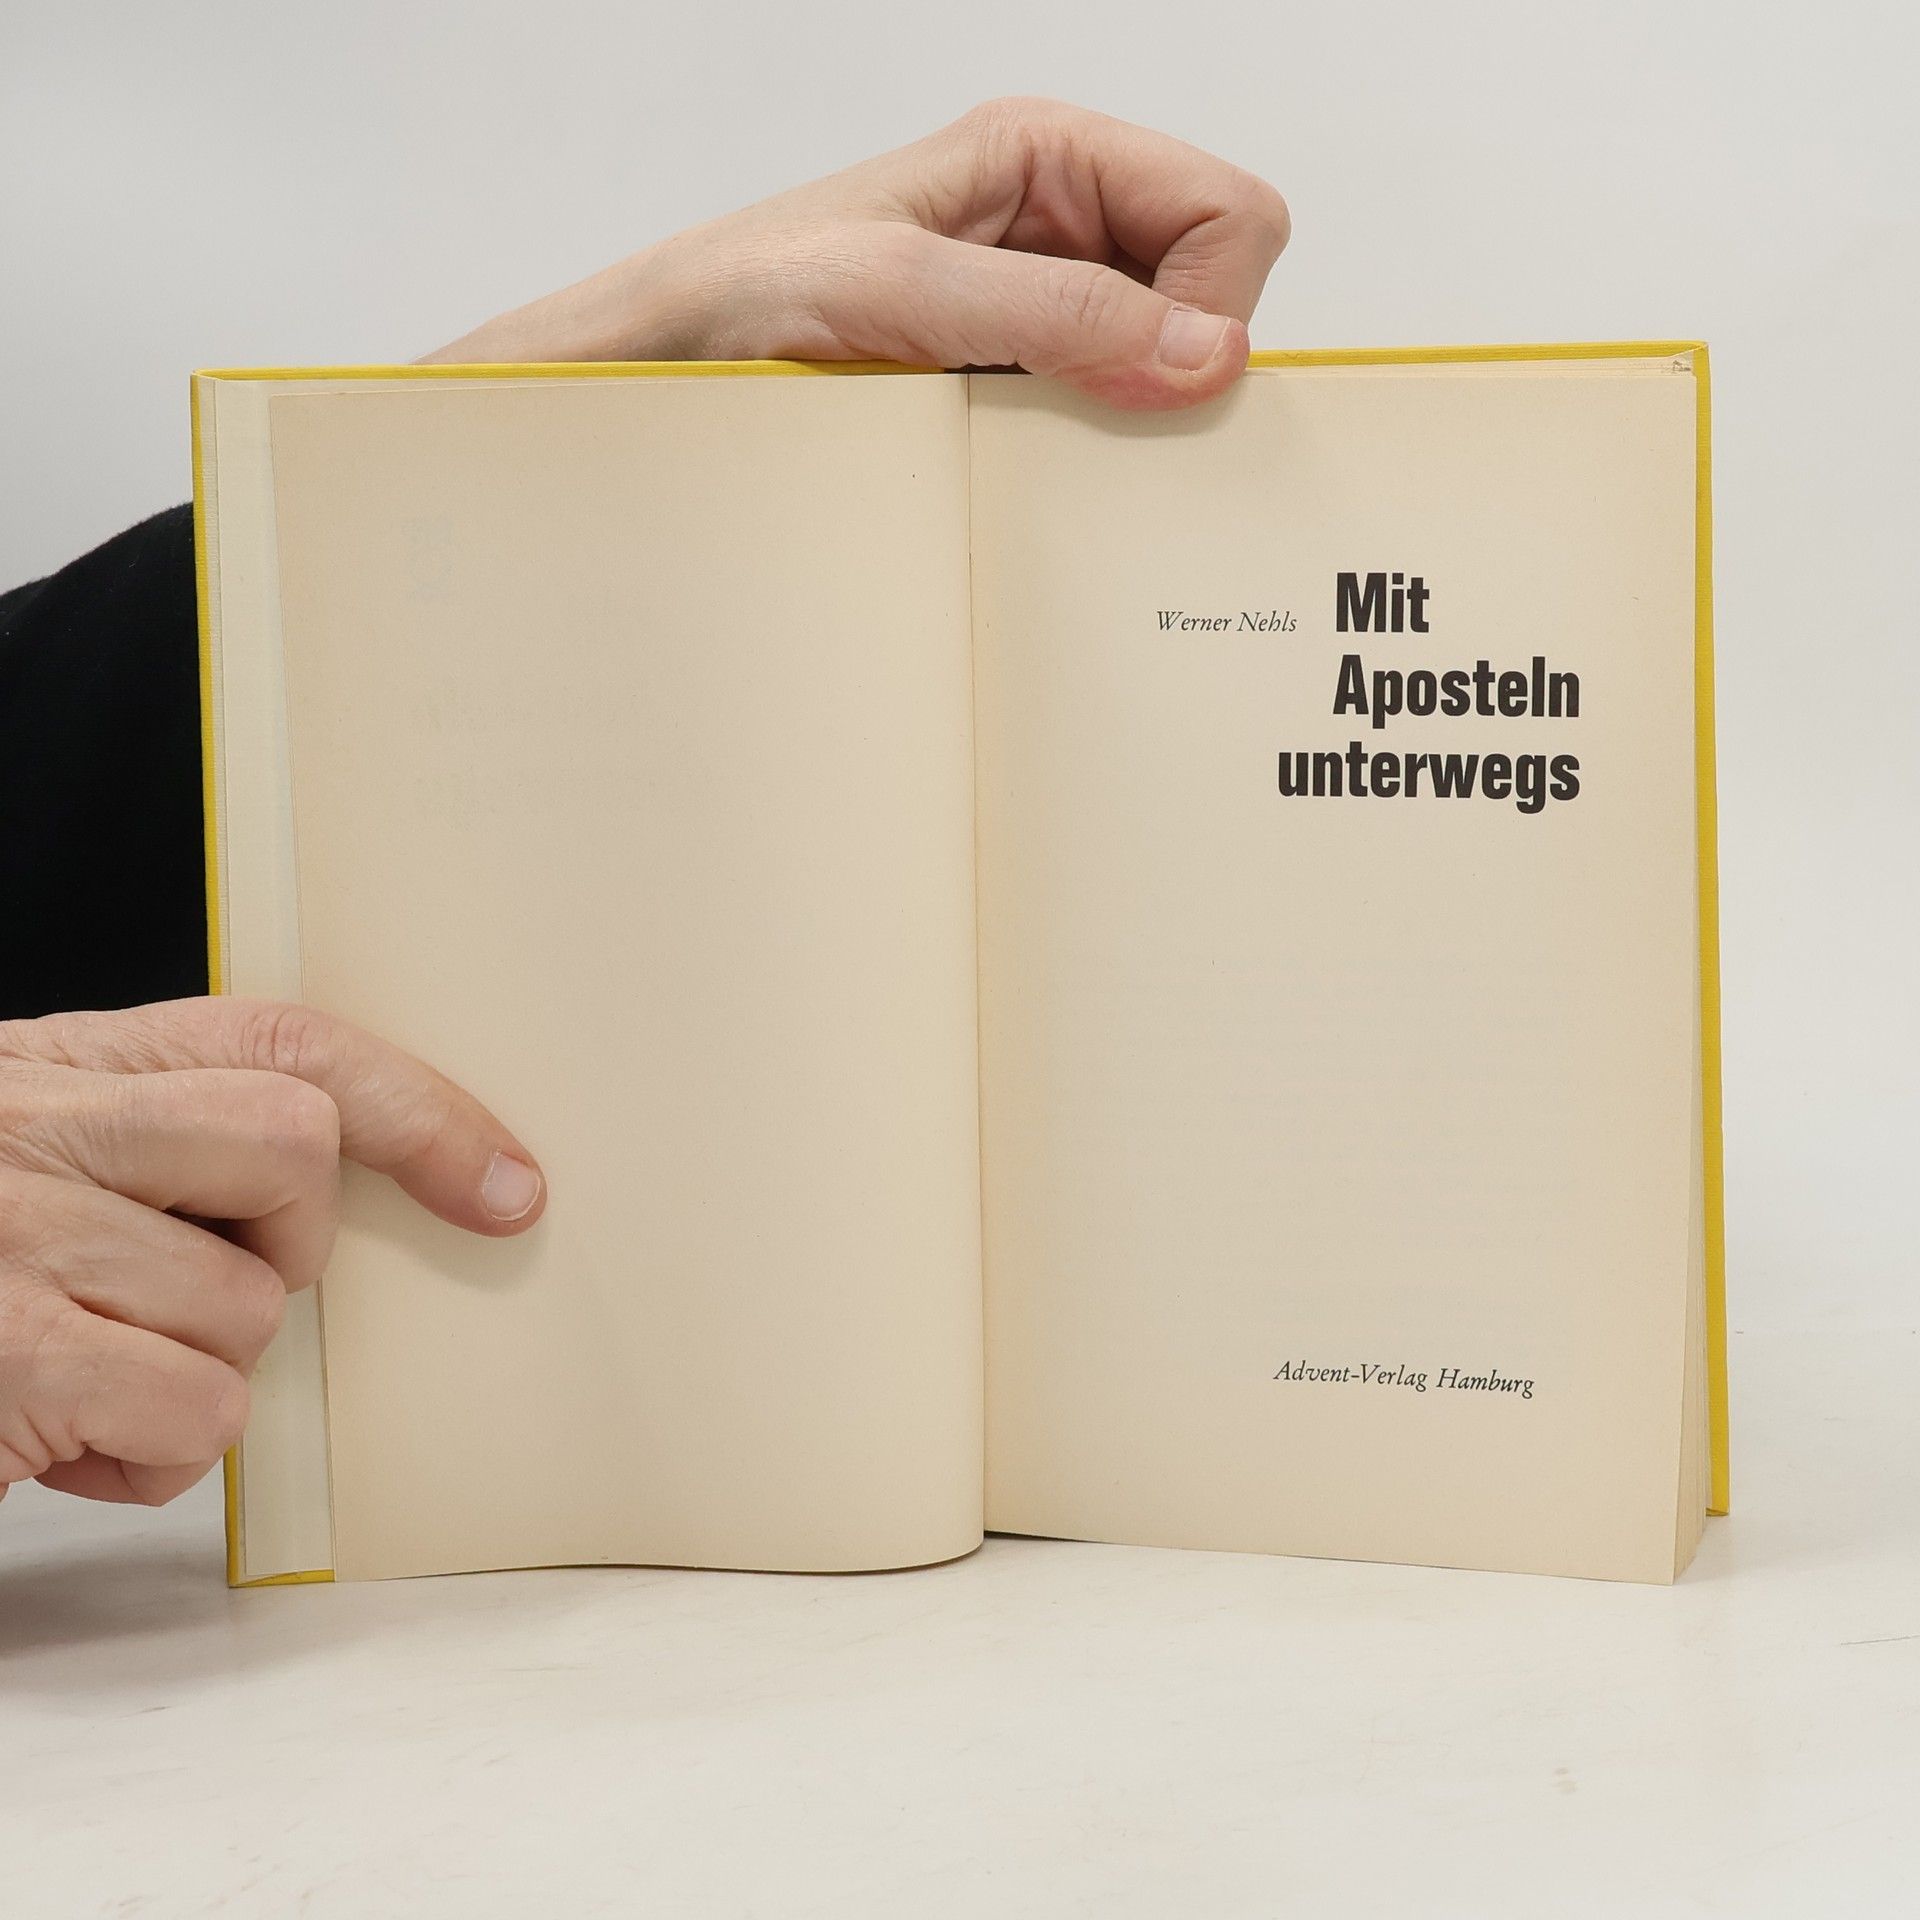 Werner Nehls
Mit
Aposteln
unterwegs
Advent-Verlag Hamburg